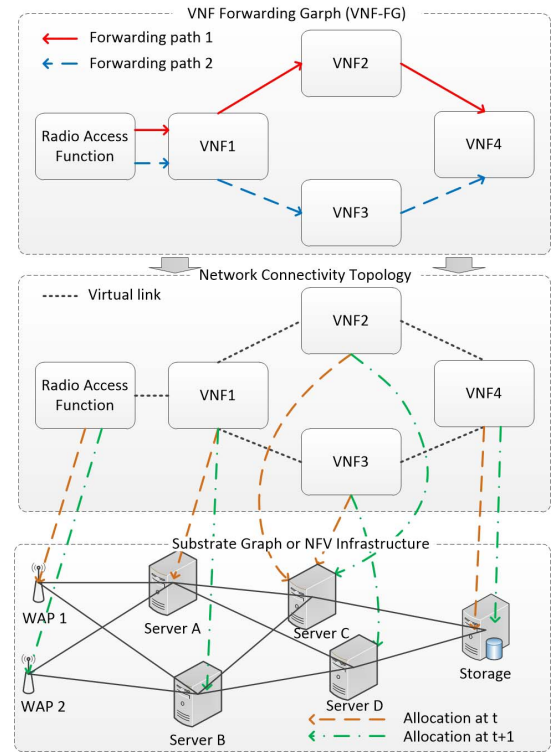 VNF Forwarding Garph (VNF-FG)
Forwarding path 1
Forwarding path 2
VNF2
Radio Access
Function
VNF1
VNF4
VNF3
Network Connectivity Topology
Virtual link
VNF2
Radio Access
Function
VNF1
VNF4
VNF3
Substrate Graph or NFV Infrastructure
WAP 1
Server A
Server C
Storage
WAP 2
Server B
Server D
Allocation at t
Allocation at t+1